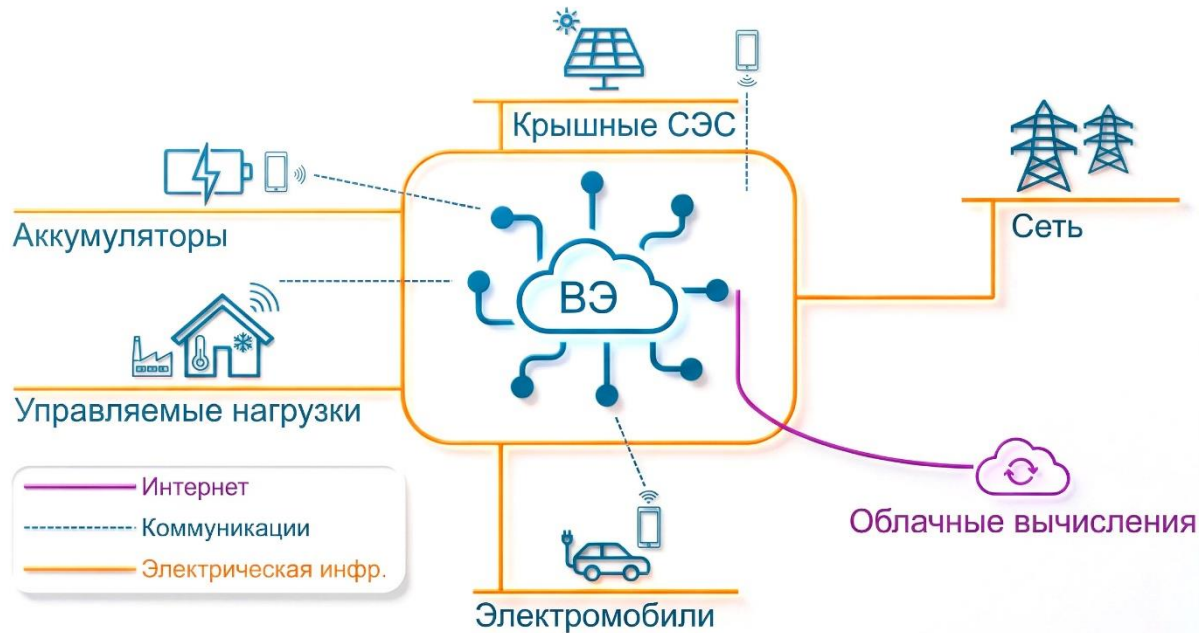 Крышные СЭС
Аккумуляторы
Сеть
ВЭ
Управляемые нагрузки
Интернет
Коммуникации
Электрическая инфр.
Облачные вычисления
Электромобили